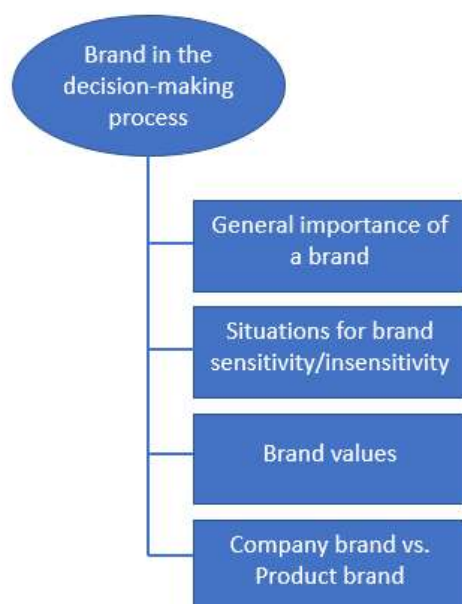 Brand in the
decision-making
process
General importance of
a brand
Situations for brand
sensitivity/insensitivity
Brand values
Company brand vs.
Product brand